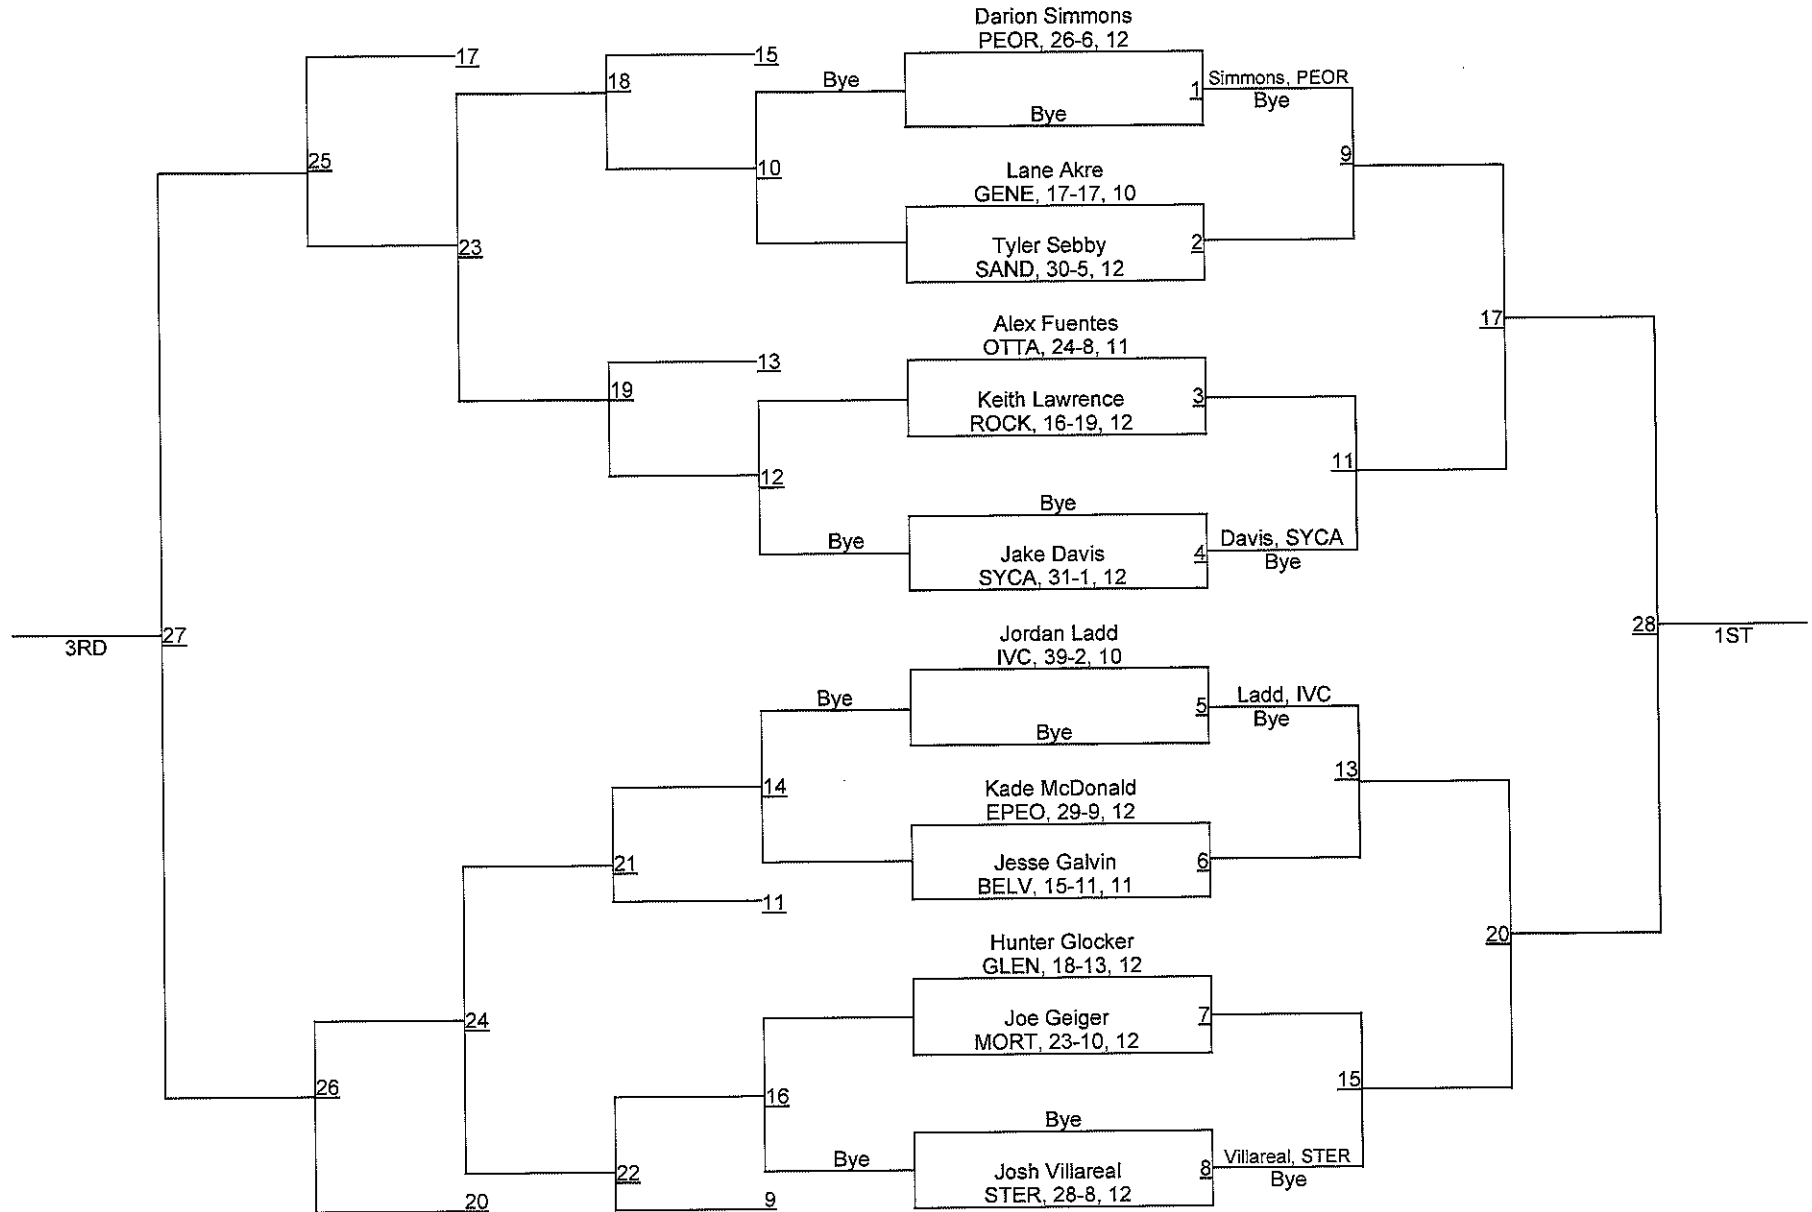 Darion Simmons
PEOR, 26-6, 12
17
15
18
Bye
1
Simmons, PEOR
Bye
Bye
25
10
Lane Akre
GENE, 17-17, 10
9
23
Tyler Sebby
SAND, 30-5, 12
2
Alex Fuentes
OTTA, 24-8, 11
17
13
19
Keith Lawrence
ROCK, 16-19, 12
3
12
11
Bye
Bye
Jake Davis
SYCA, 31-1, 12
4
Davis, SYCA
Bye
3RD
27
Jordan Ladd
IVC, 39-2, 10
28
1ST
Bye
5
Ladd, IVC
Bye
Bye
14
Kade McDonald
EPEO, 29-9, 12
13
21
Jesse Galvin
BELV, 15-11, 11
6
11
Hunter Glocker
GLEN, 18-13, 12
20
24
Joe Geiger
MORT, 23-10, 12
7
26
16
15
Bye
Bye
22
Josh Villareal
STER, 28-8, 12
8
Villareal, STER
Bye
20
9